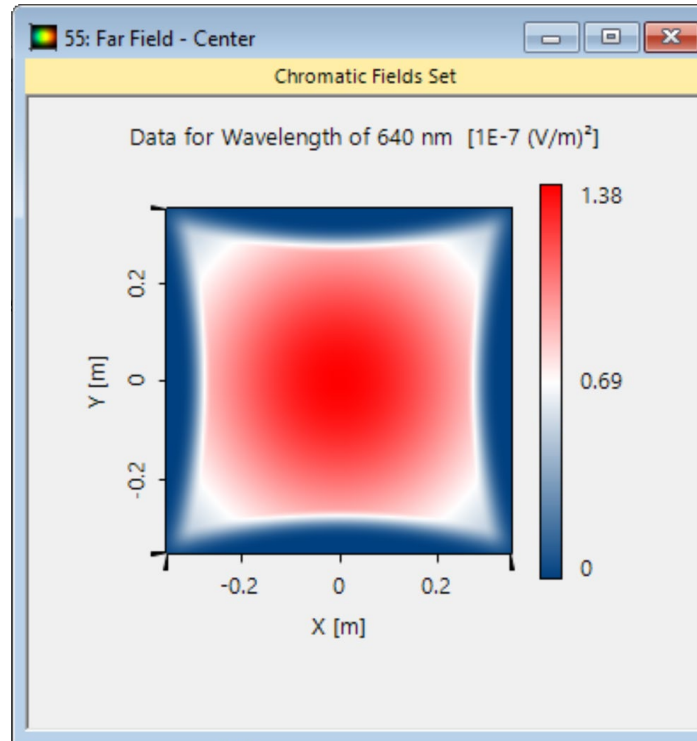 55: Far Field - Center
Chromatic Fields Set
Data for Wavelength of 640 nm [1E-7 (V/m)²]
1.38
0.69
0
Y [m]
0.2
0
-0.2
-0.2 0 0.2
X [m]